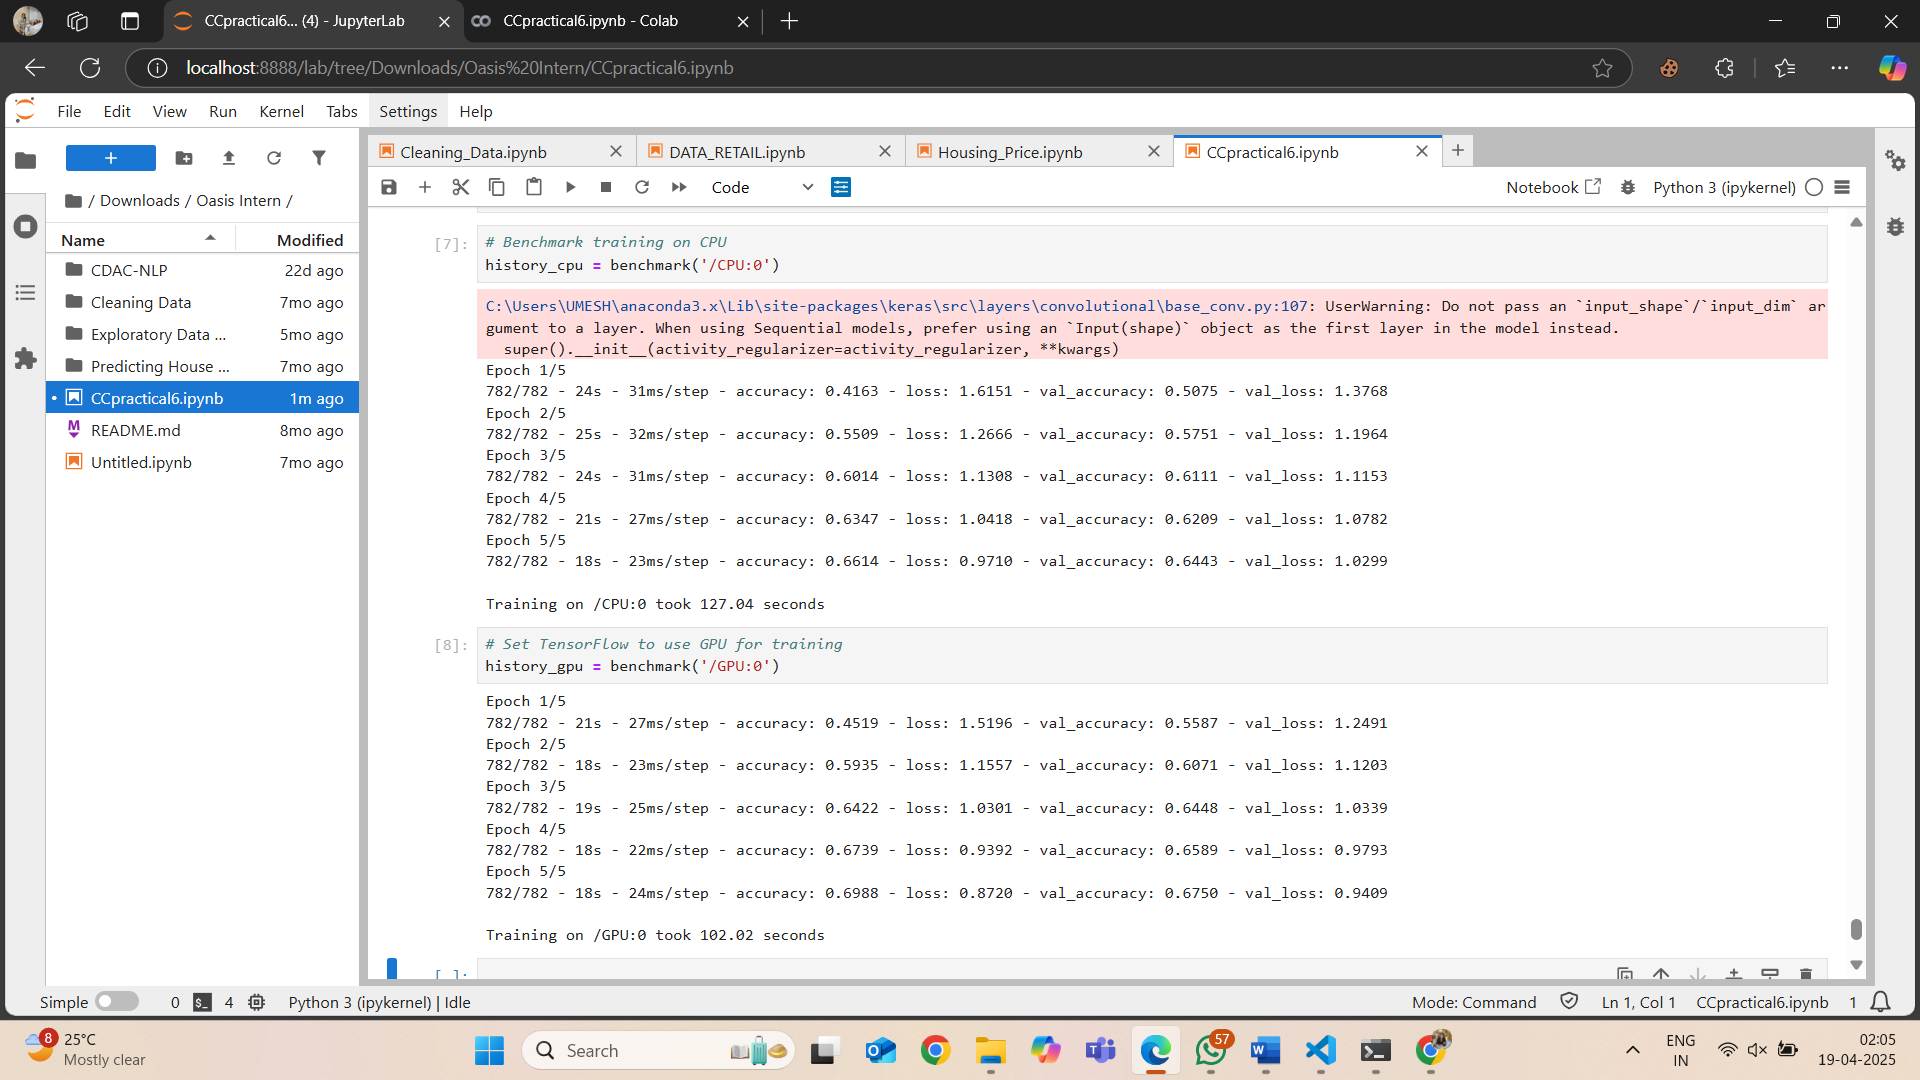 CCpractical6... (4) - JupyterLab
CCpractical6.ipynb - Colab
localhost:8888/lab/tree/Downloads/Oasis%20Intern/CCpractical6.ipynb
File Edit View Run Kernel Tabs Settings Help
Cleaning_Data.ipynb
DATA_RETAIL.ipynb
Housing_Price.ipynb
CCpractical6.ipynb
Code
Notebook
Python 3 (ipykernel)
/ Downloads / Oasis Intern /
Name Modified
CDAC-NLP 22d ago
Cleaning Data 7mo ago
Exploratory Data ... 5mo ago
Predicting House ... 7mo ago
CCpractical6.ipynb 1m ago
README.md 8mo ago
Untitled.ipynb 7mo ago
[7]: # Benchmark training on CPU
history_cpu = benchmark('/CPU:0')
C:\Users\UMESH\anaconda3.x\Lib\site-packages\keras\src\layers\convolutional\base_conv.py:107: UserWarning: Do not pass an `input_shape`/`input_dim` ar
gument to a layer. When using Sequential models, prefer using an `Input(shape)` object as the first layer in the model instead.
super().__init__(activity_regularizer=activity_regularizer, **kwargs)
Epoch 1/5
782/782 - 24s - 31ms/step - accuracy: 0.4163 - loss: 1.6151 - val_accuracy: 0.5075 - val_loss: 1.3768
Epoch 2/5
782/782 - 25s - 32ms/step - accuracy: 0.5509 - loss: 1.2666 - val_accuracy: 0.5751 - val_loss: 1.1964
Epoch 3/5
782/782 - 24s - 31ms/step - accuracy: 0.6014 - loss: 1.1308 - val_accuracy: 0.6111 - val_loss: 1.1153
Epoch 4/5
782/782 - 21s - 27ms/step - accuracy: 0.6347 - loss: 1.0418 - val_accuracy: 0.6209 - val_loss: 1.0782
Epoch 5/5
782/782 - 18s - 23ms/step - accuracy: 0.6614 - loss: 0.9710 - val_accuracy: 0.6443 - val_loss: 1.0299
Training on /CPU:0 took 127.04 seconds
[8]: # Set TensorFlow to use GPU for training
history_gpu = benchmark('/GPU:0')
Epoch 1/5
782/782 - 21s - 27ms/step - accuracy: 0.4519 - loss: 1.5196 - val_accuracy: 0.5587 - val_loss: 1.2491
Epoch 2/5
782/782 - 18s - 23ms/step - accuracy: 0.5935 - loss: 1.1557 - val_accuracy: 0.6071 - val_loss: 1.1203
Epoch 3/5
782/782 - 19s - 25ms/step - accuracy: 0.6422 - loss: 1.0301 - val_accuracy: 0.6448 - val_loss: 1.0339
Epoch 4/5
782/782 - 18s - 22ms/step - accuracy: 0.6739 - loss: 0.9392 - val_accuracy: 0.6589 - val_loss: 0.9793
Epoch 5/5
782/782 - 18s - 24ms/step - accuracy: 0.6988 - loss: 0.8720 - val_accuracy: 0.6750 - val_loss: 0.9409
Training on /GPU:0 took 102.02 seconds
[ ]:
Simple 0 $_ 4 Python 3 (ipykernel) | Idle
Mode: Command Ln 1, Col 1 CCpractical6.ipynb 1
8
25°C
Mostly clear
Search
57
ENG
IN
02:05
19-04-2025